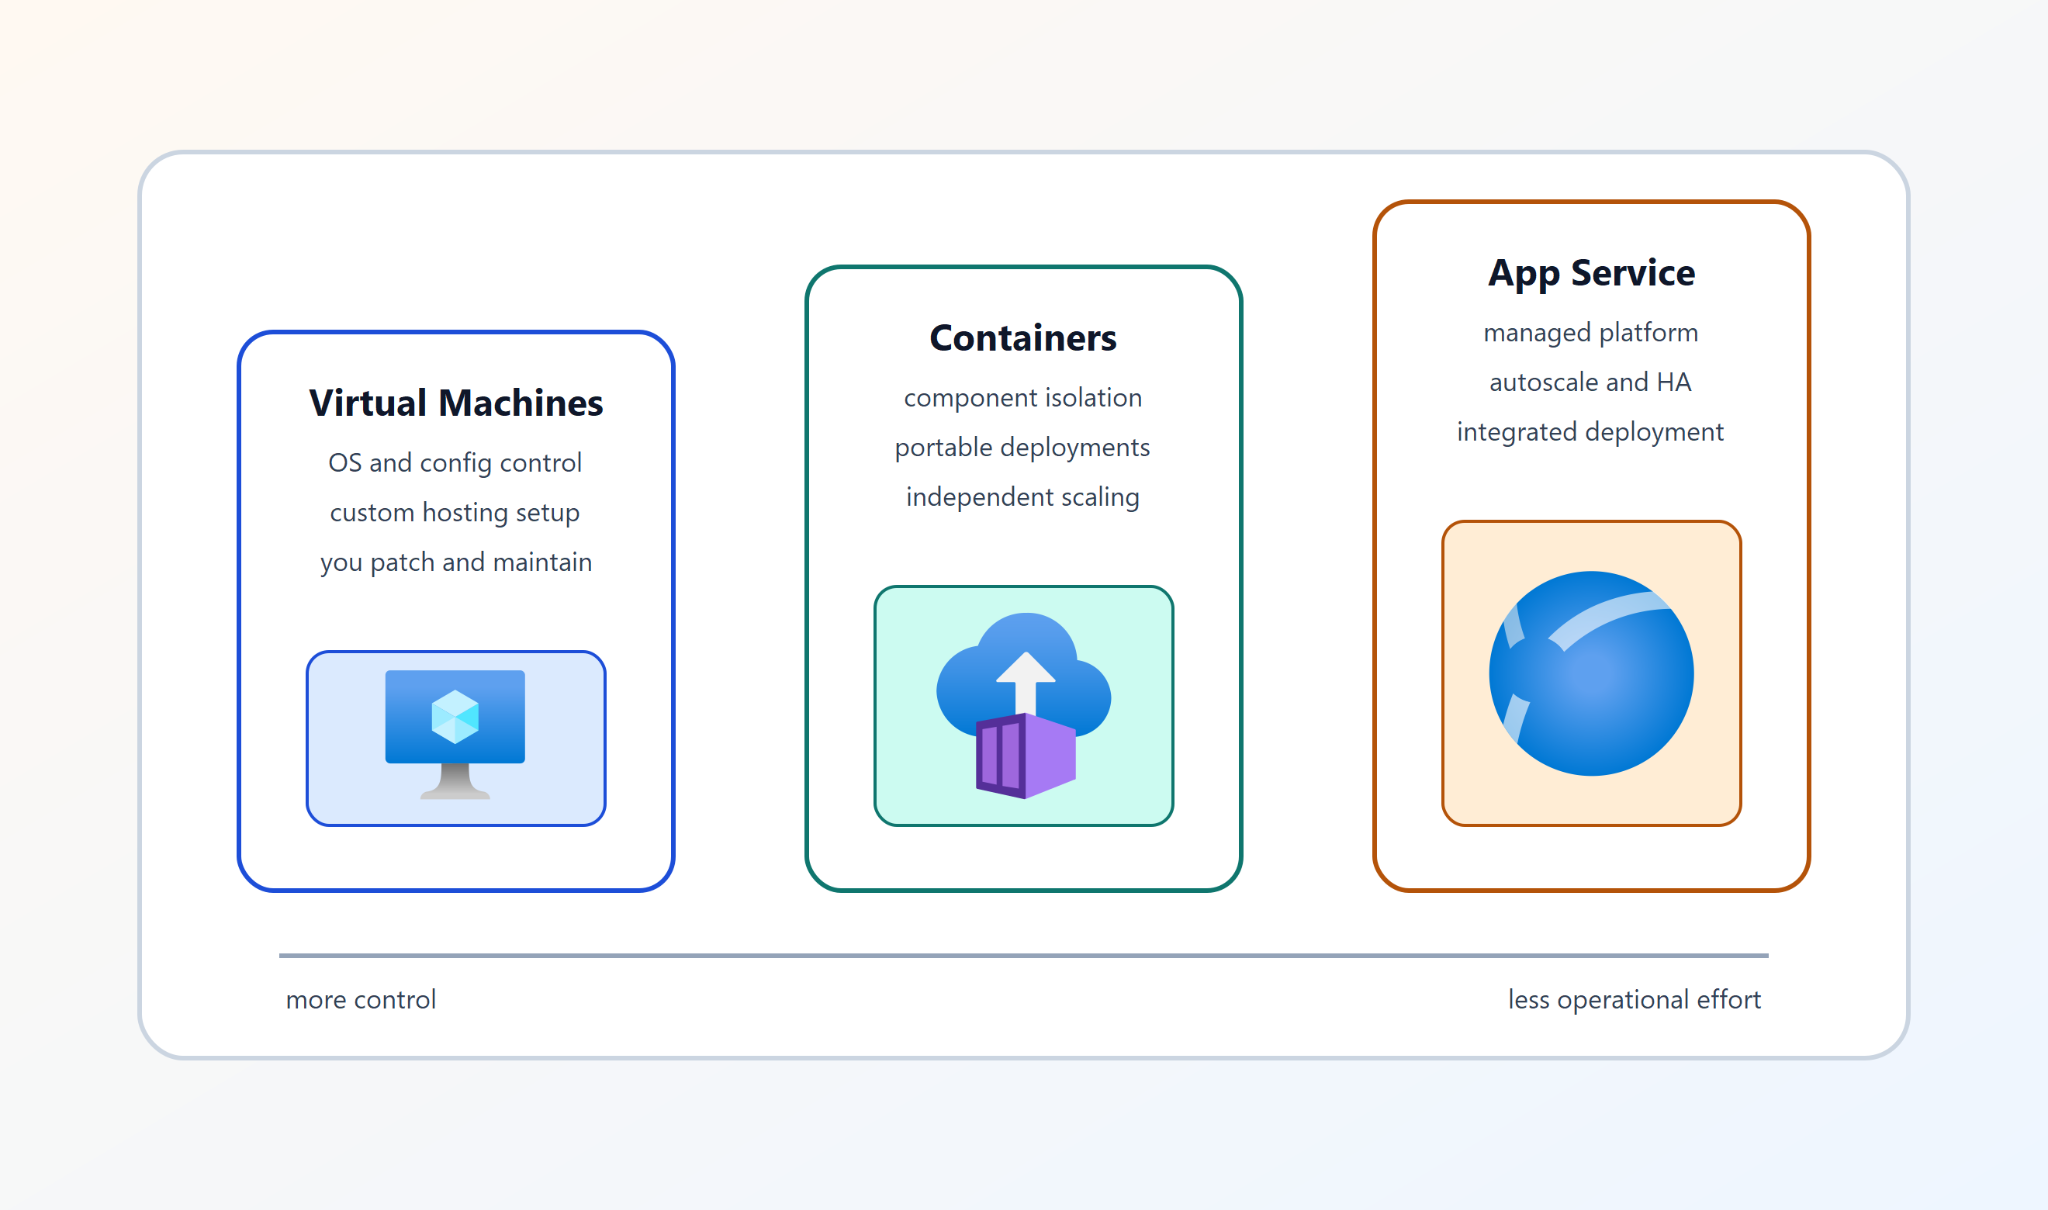 Virtual Machines
OS and config control
custom hosting setup
you patch and maintain
Containers
component isolation
portable deployments
independent scaling
App Service
managed platform
autoscale and HA
integrated deployment
more control
less operational effort